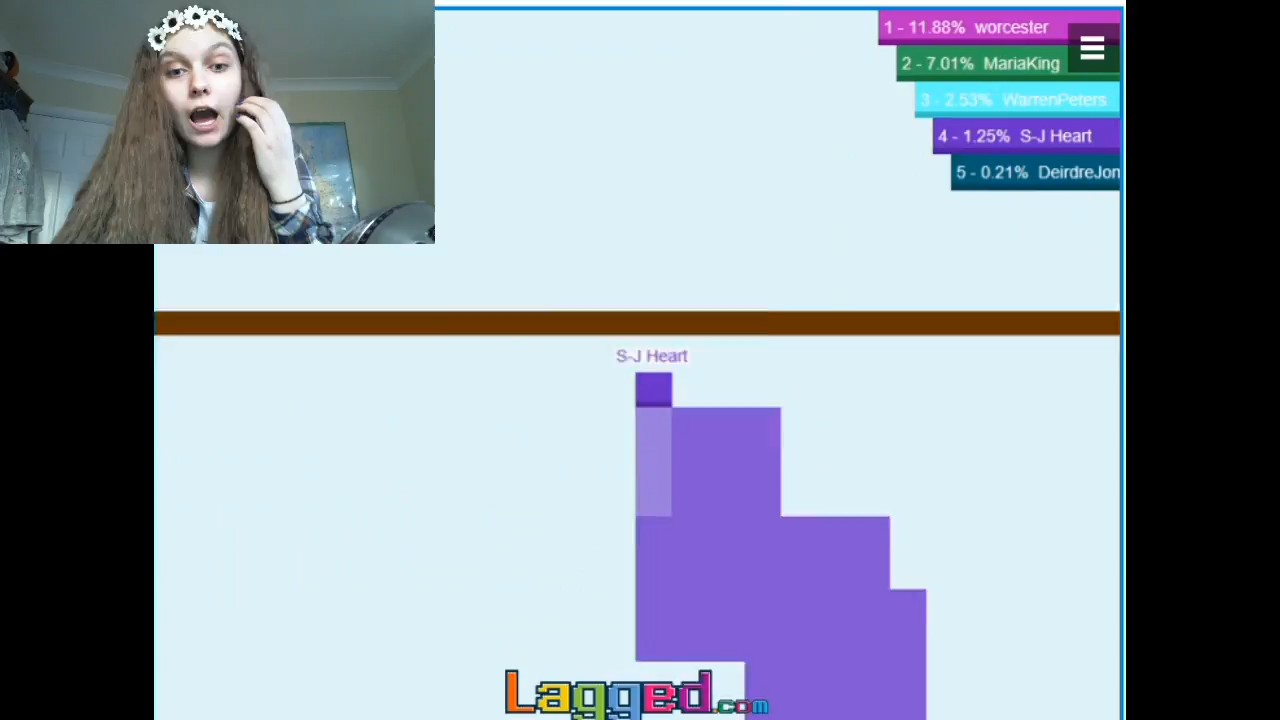 1 - 11.88% worcester
2 - 7.01% MariaKing
3 - 2.53% WarrenPeters
4 - 1.25% S-J Heart
5 - 0.21% DeirdreJon
S-J Heart
Lagged.com